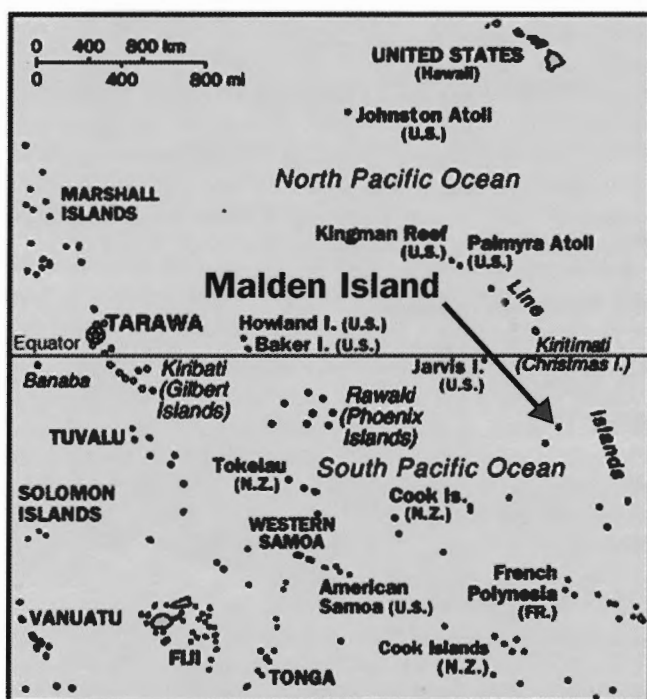 0 400 800 km
0 400 800 mi
UNITED STATES
(Hawaii)
Johnston Atoll
(U.S.)
North Pacific Ocean
MARSHALL
ISLANDS
Kingman Reef
(U.S.)
Palmyra Atoll
(U.S.)
Malden Island
Line
TARAWA
Howland I. (U.S.)
Equator
Baker I. (U.S.)
Kiritimati
(Christmas I.)
Banaba
Kiribati
(Gilbert
Islands)
Jarvis I.
(U.S.)
Rawaki
(Phoenix
Islands)
Islands
TUVALU
Tokelau
(N.Z.)
South Pacific Ocean
SOLOMON
ISLANDS
Cook Is.
(N.Z.)
WESTERN
SAMOA
American
Samoa (U.S.)
French
Polynesia
(FR.)
VANUATU
FIJI
TONGA
Cook Islands
(N.Z.)